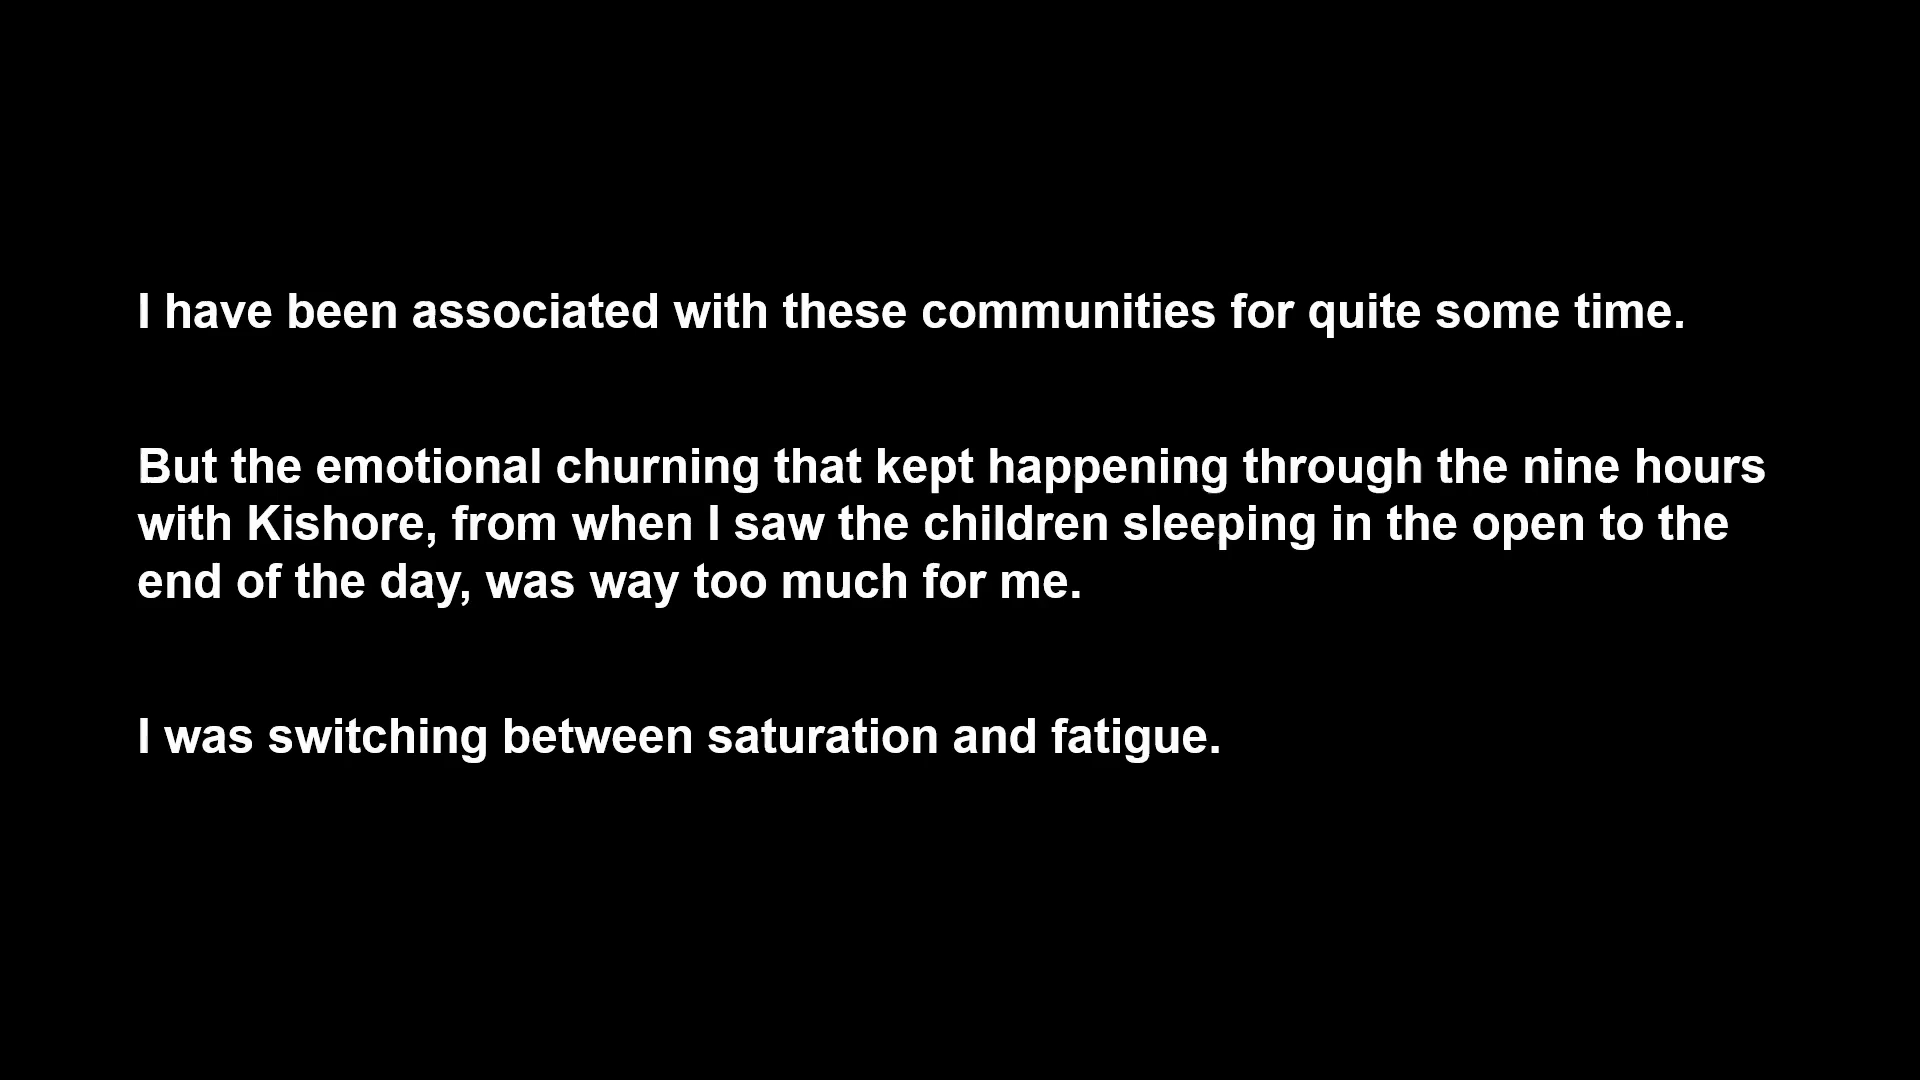 I have been associated with these communities for quite some time.
But the emotional churning that kept happening through the nine hours
with Kishore, from when I saw the children sleeping in the open to the
end of the day, was way too much for me.
I was switching between saturation and fatigue.